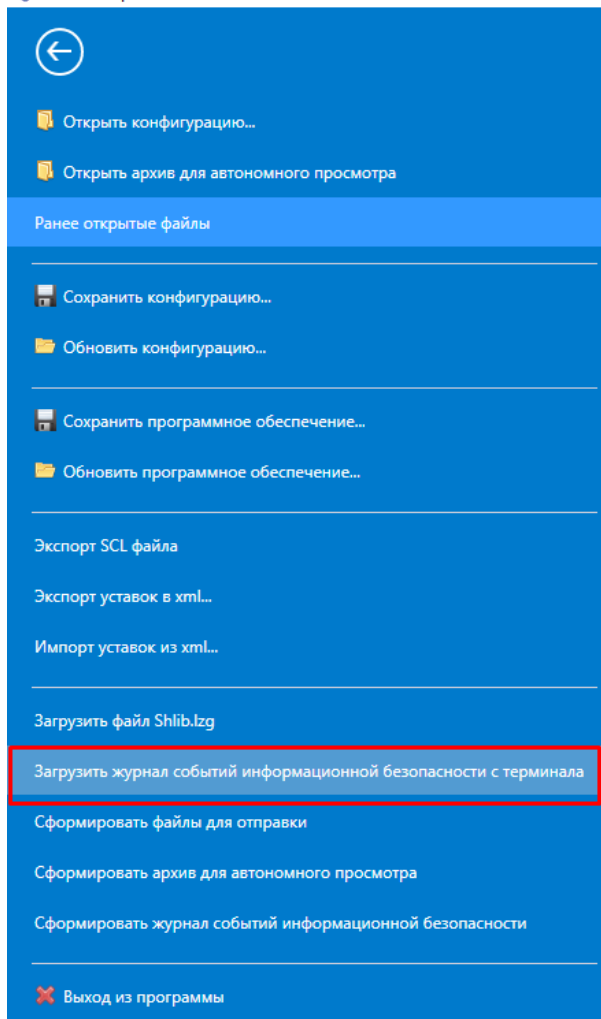 Открыть конфигурацию...
Открыть архив для автономного просмотра
Ранее открытые файлы
Сохранить конфигурацию...
Обновить конфигурацию...
Сохранить программное обеспечение...
Обновить программное обеспечение...
Экспорт SCL файла
Экспорт уставок в xml...
Импорт уставок из xml...
Загрузить файл Shlib.lzg
Загрузить журнал событий информационной безопасности с терминала
Сформировать файлы для отправки
Сформировать архив для автономного просмотра
Сформировать журнал событий информационной безопасности
Выход из программы